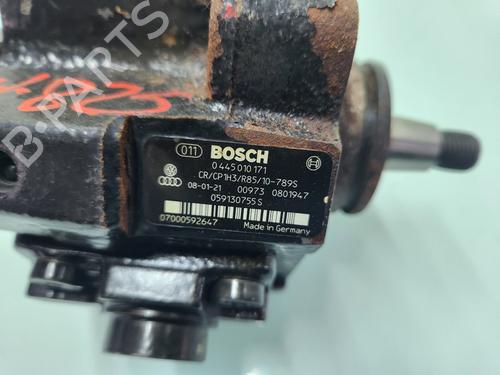 B-PARTS
011 BOSCH
0 445 010 171
CR/CP1H3/R85/10-789S
08-01-21 00973 0801947
059130755S
07000592647 Made in Germany